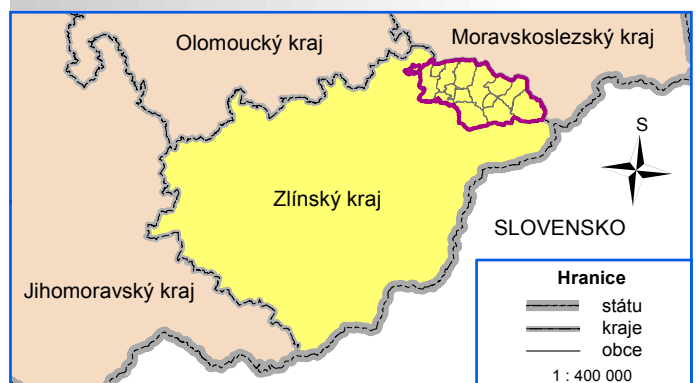 Olomoucký kraj
Moravskoslezský kraj
S
Zlínský kraj
SLOVENSKO
Jihomoravský kraj
Hranice
státu
kraje
obce
1 : 400 000